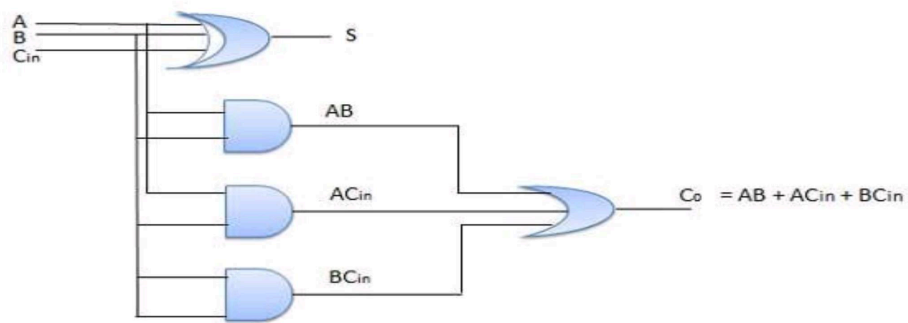 A
B
Cin
S
AB
ACin
Co = AB + ACin + BCin
BCin